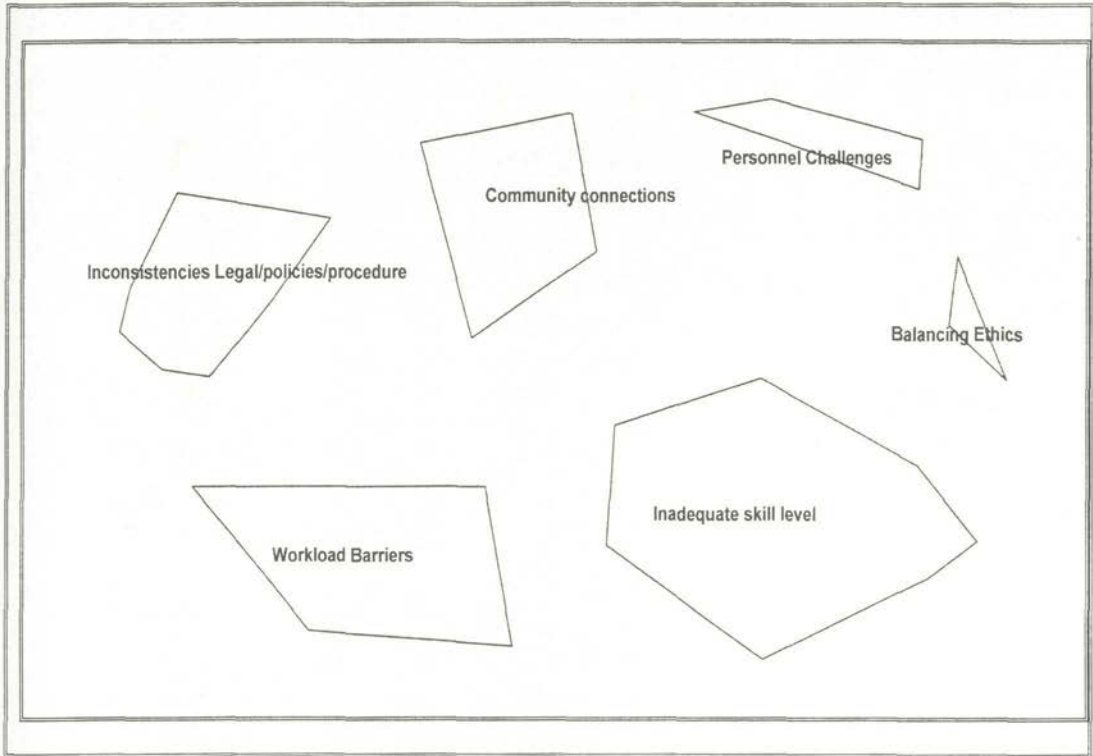 Personnel Challenges
Community connections
Inconsistencies Legal/policies/procedure
Balancing Ethics
Inadequate skill level
Workload Barriers